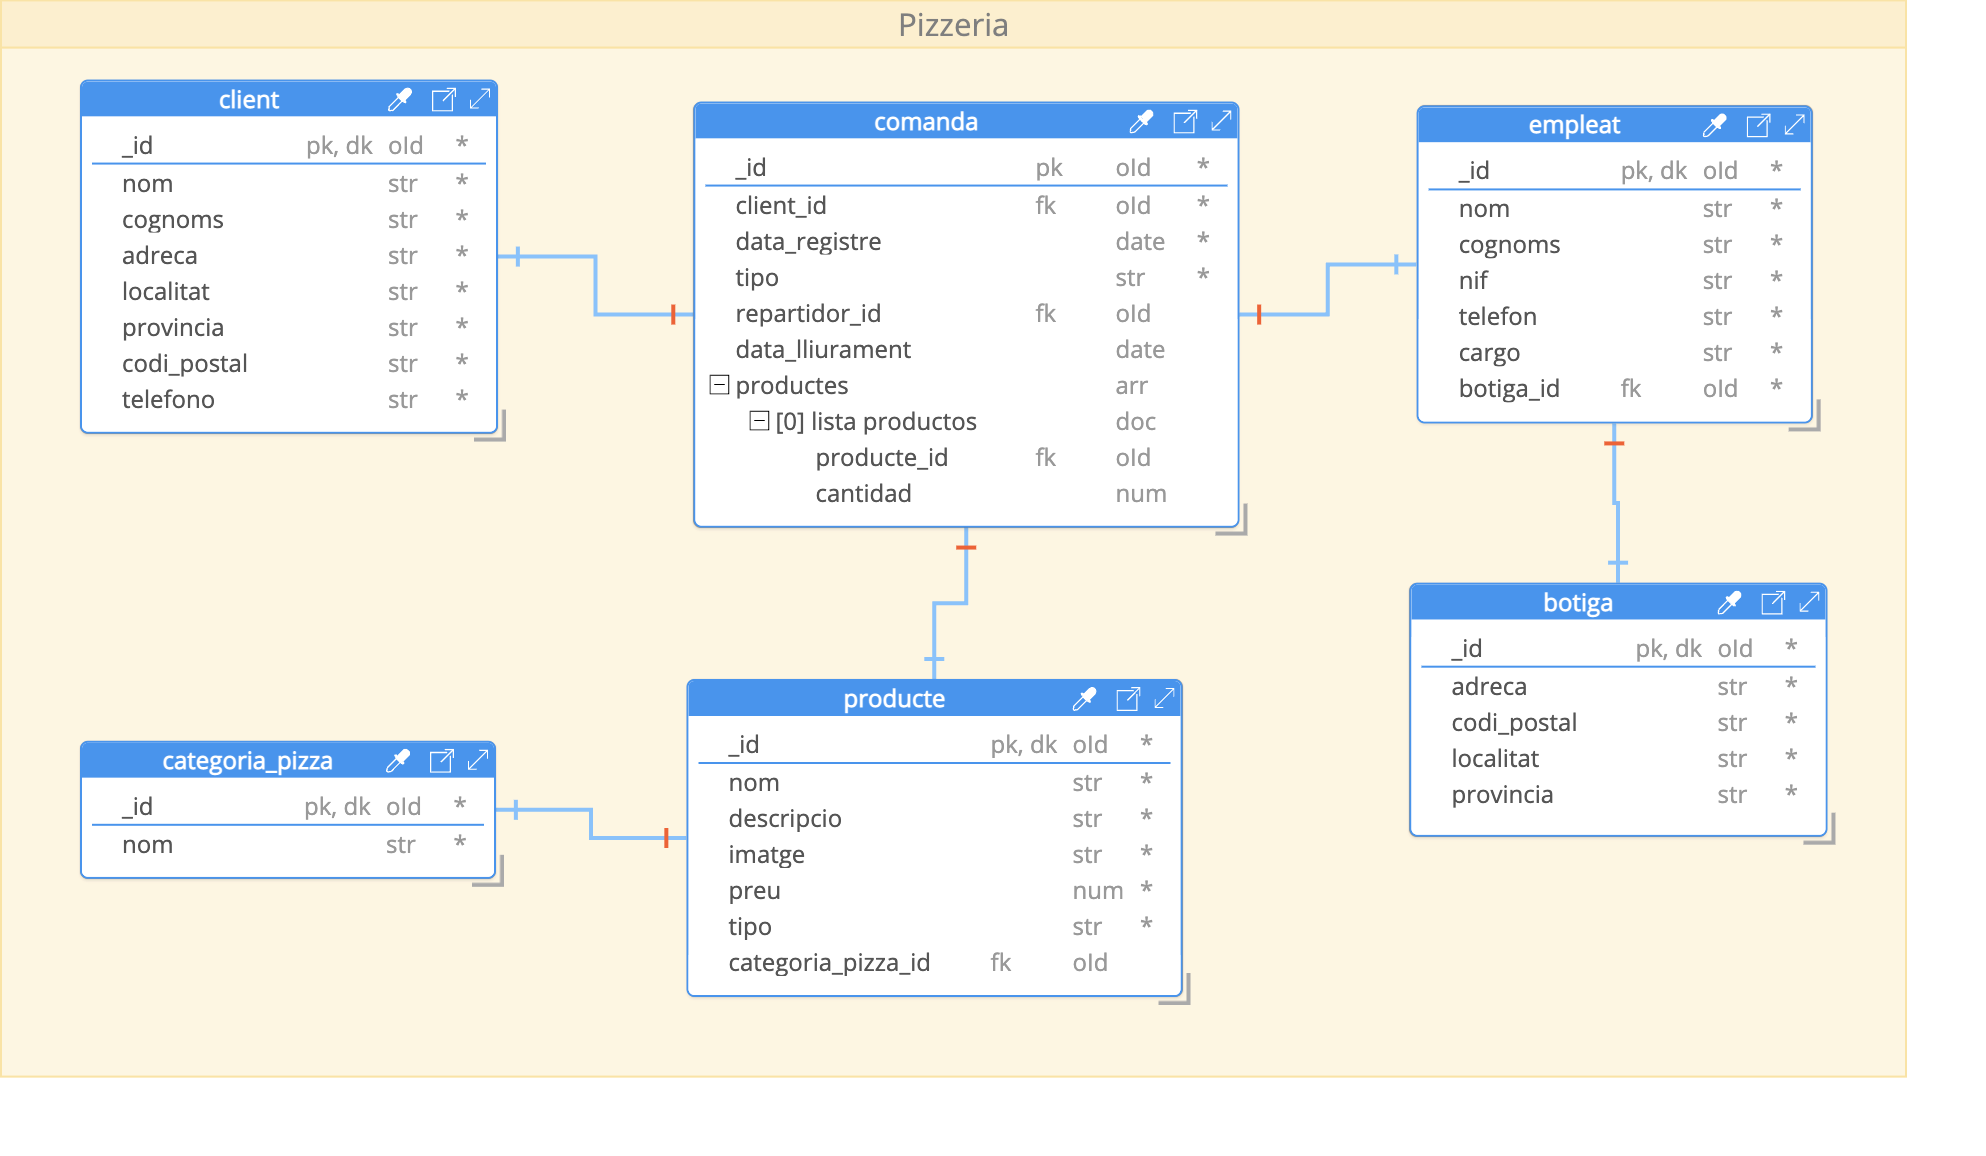 Pizzeria
client
_id pk, dk oId *
nom str *
cognoms str *
adreca str *
localitat str *
provincia str *
codi_postal str *
telefono str *
comanda
_id pk oId *
client_id fk oId *
data_registre date *
tipo str *
repartidor_id fk oId
data_lliurament date
productes arr
[0] lista productos doc
producte_id fk oId
cantidad num
empleat
_id pk, dk oId *
nom str *
cognoms str *
nif str *
telefon str *
cargo str *
botiga_id fk oId *
botiga
_id pk, dk oId *
adreca str *
codi_postal str *
localitat str *
provincia str *
categoria_pizza
_id pk, dk oId *
nom str *
producte
_id pk, dk oId *
nom str *
descripcio str *
imatge str *
preu num *
tipo str *
categoria_pizza_id fk oId